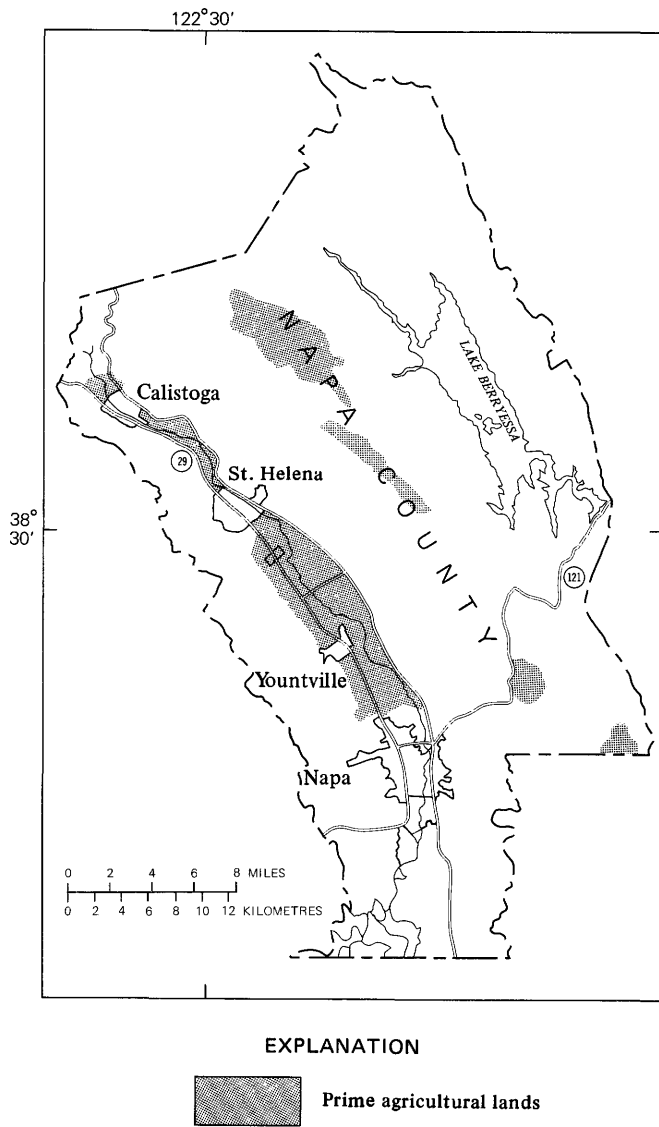 122°30′
NAPA COUNTY
LAKE BERRYESSA
Calistoga
29
St. Helena
38°
30′
121
Yountville
Napa
0 2 4 6 8 MILES
0 2 4 6 8 10 12 KILOMETRES
EXPLANATION
Prime agricultural lands